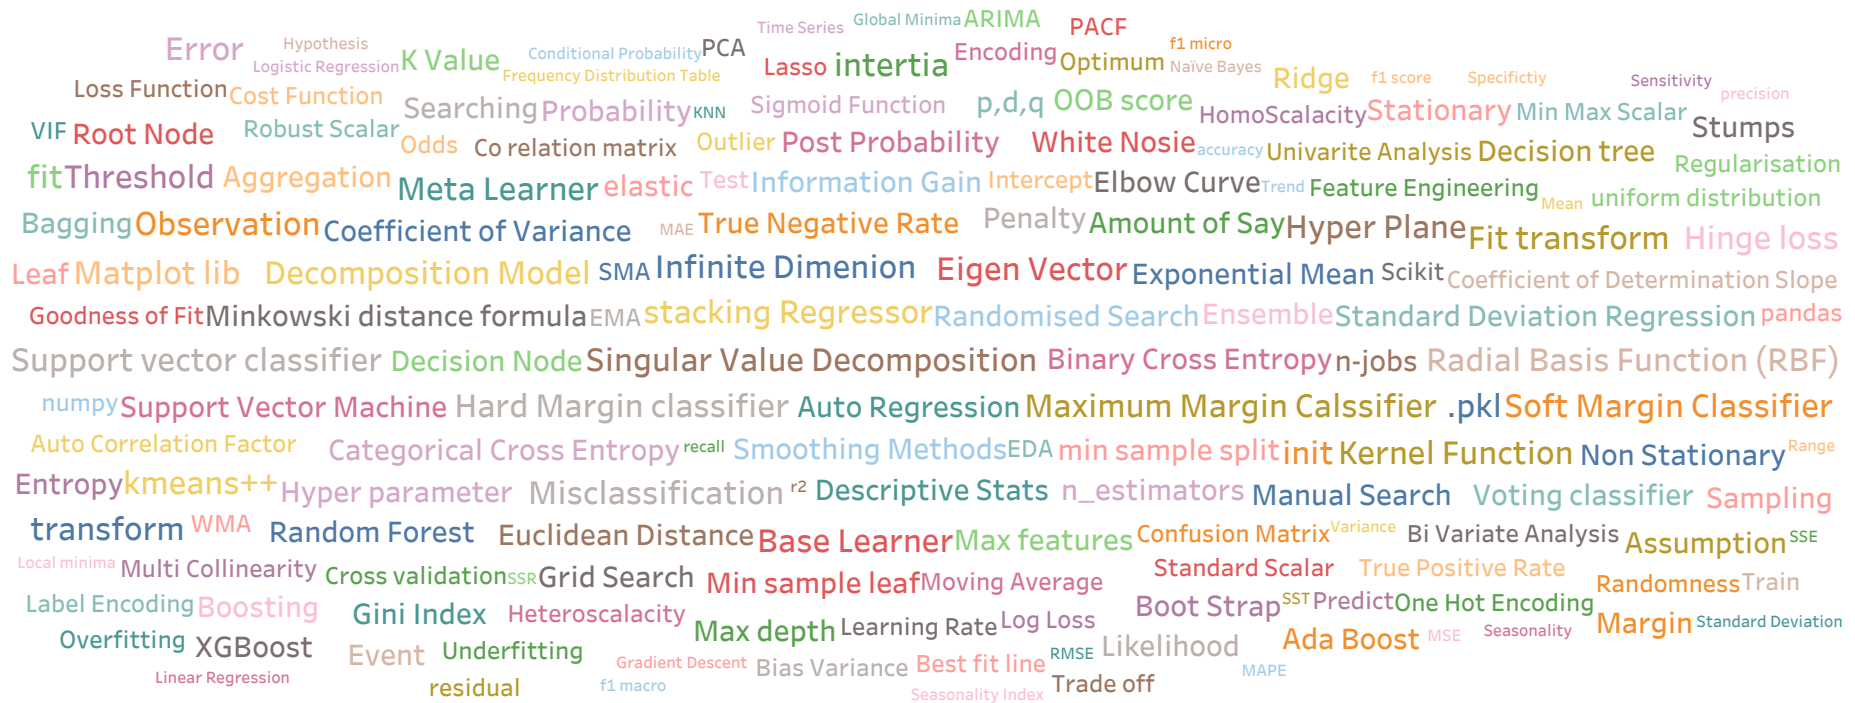 Time Series Global Minima ARIMA PACF
Error Hypothesis K Value Conditional Probability PCA Lasso intertia Encoding Optimum f1 micro
Logistic Regression Frequency Distribution Table Naïve Bayes Ridge f1 score Specifictiy Sensitivity precision
Loss Function Cost Function Searching Probability KNN Sigmoid Function p,d,q OOB score HomoScalacity Stationary Min Max Scalar Stumps
VIF Root Node Robust Scalar Odds Co relation matrix Outlier Post Probability White Nosie accuracy Univarite Analysis Decision tree Regularisation
fit Threshold Aggregation Meta Learner elastic Test Information Gain Intercept Elbow Curve Trend Feature Engineering Mean uniform distribution
Bagging Observation Coefficient of Variance MAE True Negative Rate Penalty Amount of Say Hyper Plane Fit transform Hinge loss
Leaf Matplot lib Decomposition Model SMA Infinite Dimenion Eigen Vector Exponential Mean Scikit Coefficient of Determination Slope
Goodness of Fit Minkowski distance formula EMA stacking Regressor Randomised Search Ensemble Standard Deviation Regression pandas
Support vector classifier Decision Node Singular Value Decomposition Binary Cross Entropy n-jobs Radial Basis Function (RBF)
numpy Support Vector Machine Hard Margin classifier Auto Regression Maximum Margin Calssifier .pkl Soft Margin Classifier
Auto Correlation Factor Categorical Cross Entropy recall Smoothing Methods EDA min sample split init Kernel Function Non Stationary Range
Entropy kmeans++ Hyper parameter Misclassification r2 Descriptive Stats n_estimators Manual Search Voting classifier Sampling
transform WMA Random Forest Euclidean Distance Base Learner Max features Confusion Matrix Variance Bi Variate Analysis Assumption SSE
Local minima Multi Collinearity Cross validation SSR Grid Search Min sample leaf Moving Average Standard Scalar True Positive Rate Randomness Train
Label Encoding Boosting Gini Index Heteroscalacity Max depth Learning Rate Log Loss Boot Strap SST Predict One Hot Encoding Margin Standard Deviation
Overfitting XGBoost Event Underfitting Gradient Descent Bias Variance Best fit line RMSE Likelihood Ada Boost MSE Seasonality
Linear Regression residual f1 macro Seasonality Index Trade off MAPE